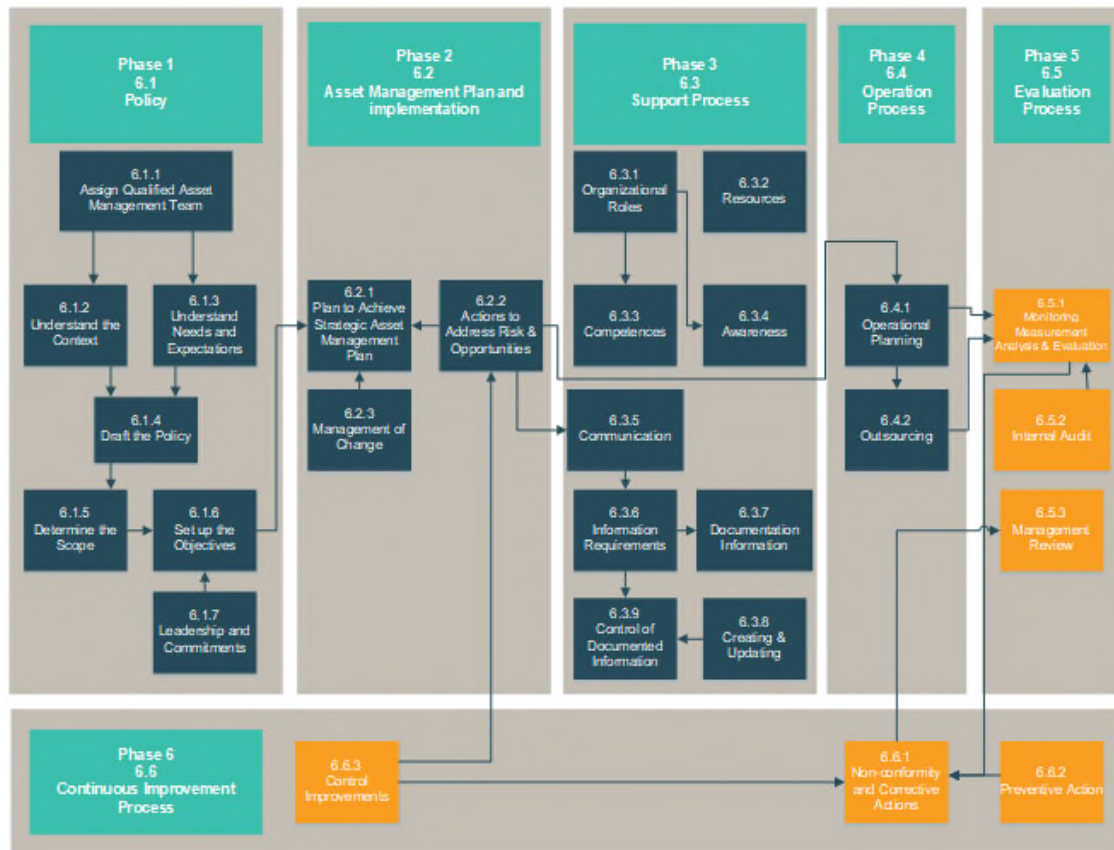 Phase 1
6.1
Policy
Phase 2
6.2
Asset Management Plan and
implementation
Phase 3
6.3
Support Process
Phase 4
6.4
Operation
Process
Phase 5
6.5
Evaluation
Process
6.1.1
Assign Qualified Asset
Management Team
6.1.2
Understand the
Context
6.1.3
Understand
Needs and
Expectations
6.1.4
Draft the Policy
6.1.5
Determine the
Scope
6.1.6
Set up the
Objectives
6.1.7
Leadership and
Commitments
6.2.1
Plan to Achieve
Strategic Asset
Management
Plan
6.2.2
Actions to
Address Risk &
Opportunities
6.2.3
Management of
Change
6.3.1
Organizational
Roles
6.3.2
Resources
6.3.3
Competences
6.3.4
Awareness
6.3.5
Communication
6.3.6
Information
Requirements
6.3.7
Documentation
Information
6.3.9
Control of
Documented
Information
6.3.8
Creating &
Updating
6.4.1
Operational
Planning
6.4.2
Outsourcing
6.5.1
Monitoring
Measurement
Analysis & Evaluation
6.5.2
Internal Audit
6.5.3
Management
Review
Phase 6
6.6
Continuous Improvement
Process
6.6.3
Control
Improvements
6.6.1
Non-conformity
and Corrective
Actions
6.6.2
Preventive Action